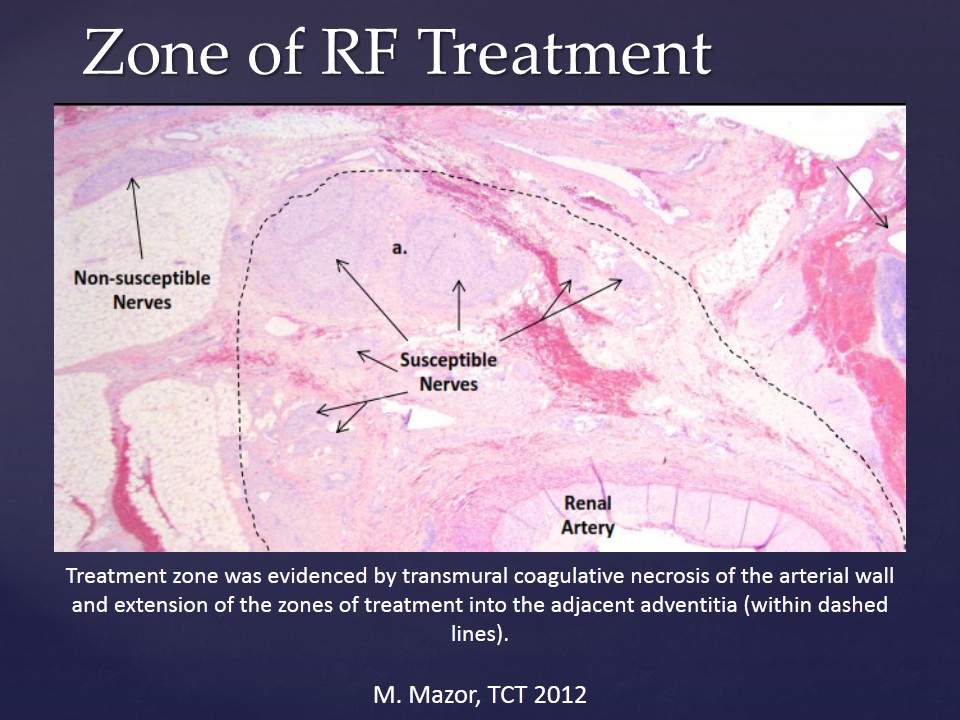 Zone of RF Treatment
a.
Non-susceptible
Nerves
Susceptible
Nerves
Renal
Artery
Treatment zone was evidenced by transmural coagulative necrosis of the arterial wall
and extension of the zones of treatment into the adjacent adventitia (within dashed
lines).
M. Mazor, TCT 2012